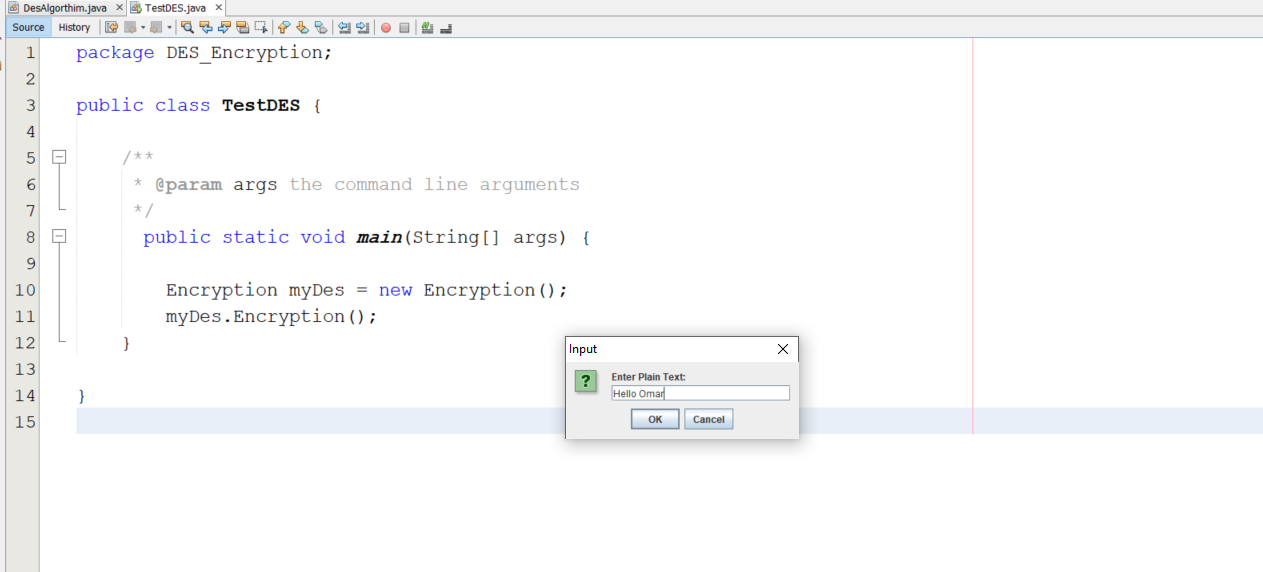 DesAlgorthim.java × TestDES.java ×
Source History
1 package DES_Encryption;
2
3 public class TestDES {
4
5 /**
6 * @param args the command line arguments
7 */
8 public static void main(String[] args) {
9
10 Encryption myDes = new Encryption();
11 myDes.Encryption();
12 }
13
14 }
15
Input
?
Enter Plain Text:
Hello Omar
OK Cancel